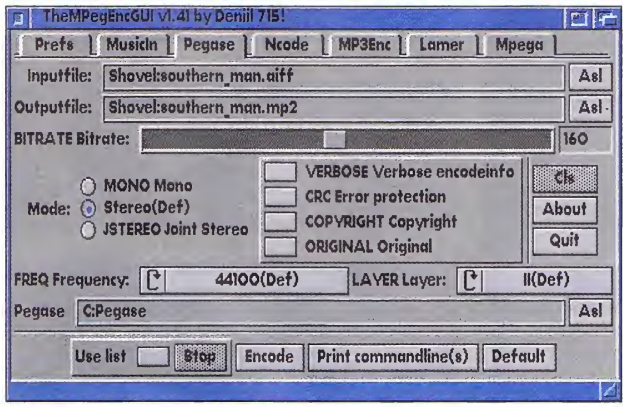 TheMPegEncGUI v1.41 by Deniil 715!
Prefs MusicIn Pegase Ncode MP3Enc Lamer Mpega
Inputfile: Shovel:southern_man.aiff Asl
Outputfile: Shovel:southern_man.mp2 Asl
BITRATE Bitrate: 160
Mode: MONO Mono
Stereo(Def)
JSTEREO Joint Stereo
VERBOSE Verbose encodeinfo
CRC Error protection
COPYRIGHT Copyright
ORIGINAL Original
Cls
About
Quit
FREQ Frequency: 44100(Def) LAYER Layer: II(Def)
Pegase C:Pegase Asl
Use list Stop Encode Print commandline(s) Default